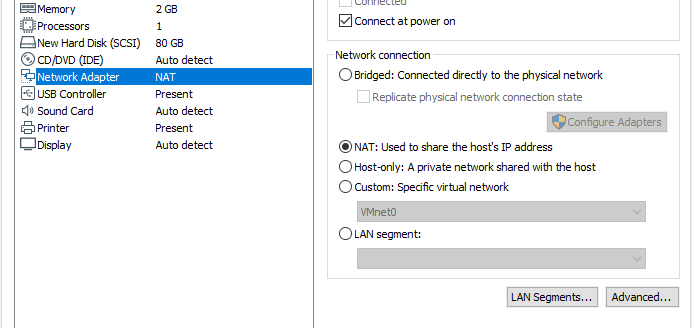 Memory 2 GB
Processors 1
New Hard Disk (SCSI) 80 GB
CD/DVD (IDE) Auto detect
Network Adapter NAT
USB Controller Present
Sound Card Auto detect
Printer Present
Display Auto detect
Connected
Connect at power on
Network connection
Bridged: Connected directly to the physical network
Replicate physical network connection state
Configure Adapters
NAT: Used to share the host's IP address
Host-only: A private network shared with the host
Custom: Specific virtual network
VMnet0
LAN segment:
LAN Segments... Advanced...